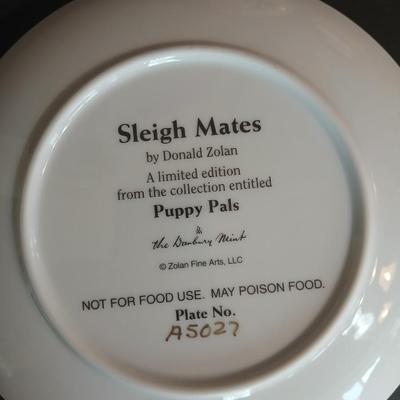 Sleigh Mates
by Donald Zolan
A limited edition
from the collection entitled
Puppy Pals
the Danbury Mint
© Zolan Fine Arts, LLC
NOT FOR FOOD USE. MAY POISON FOOD.
Plate No.
A5027